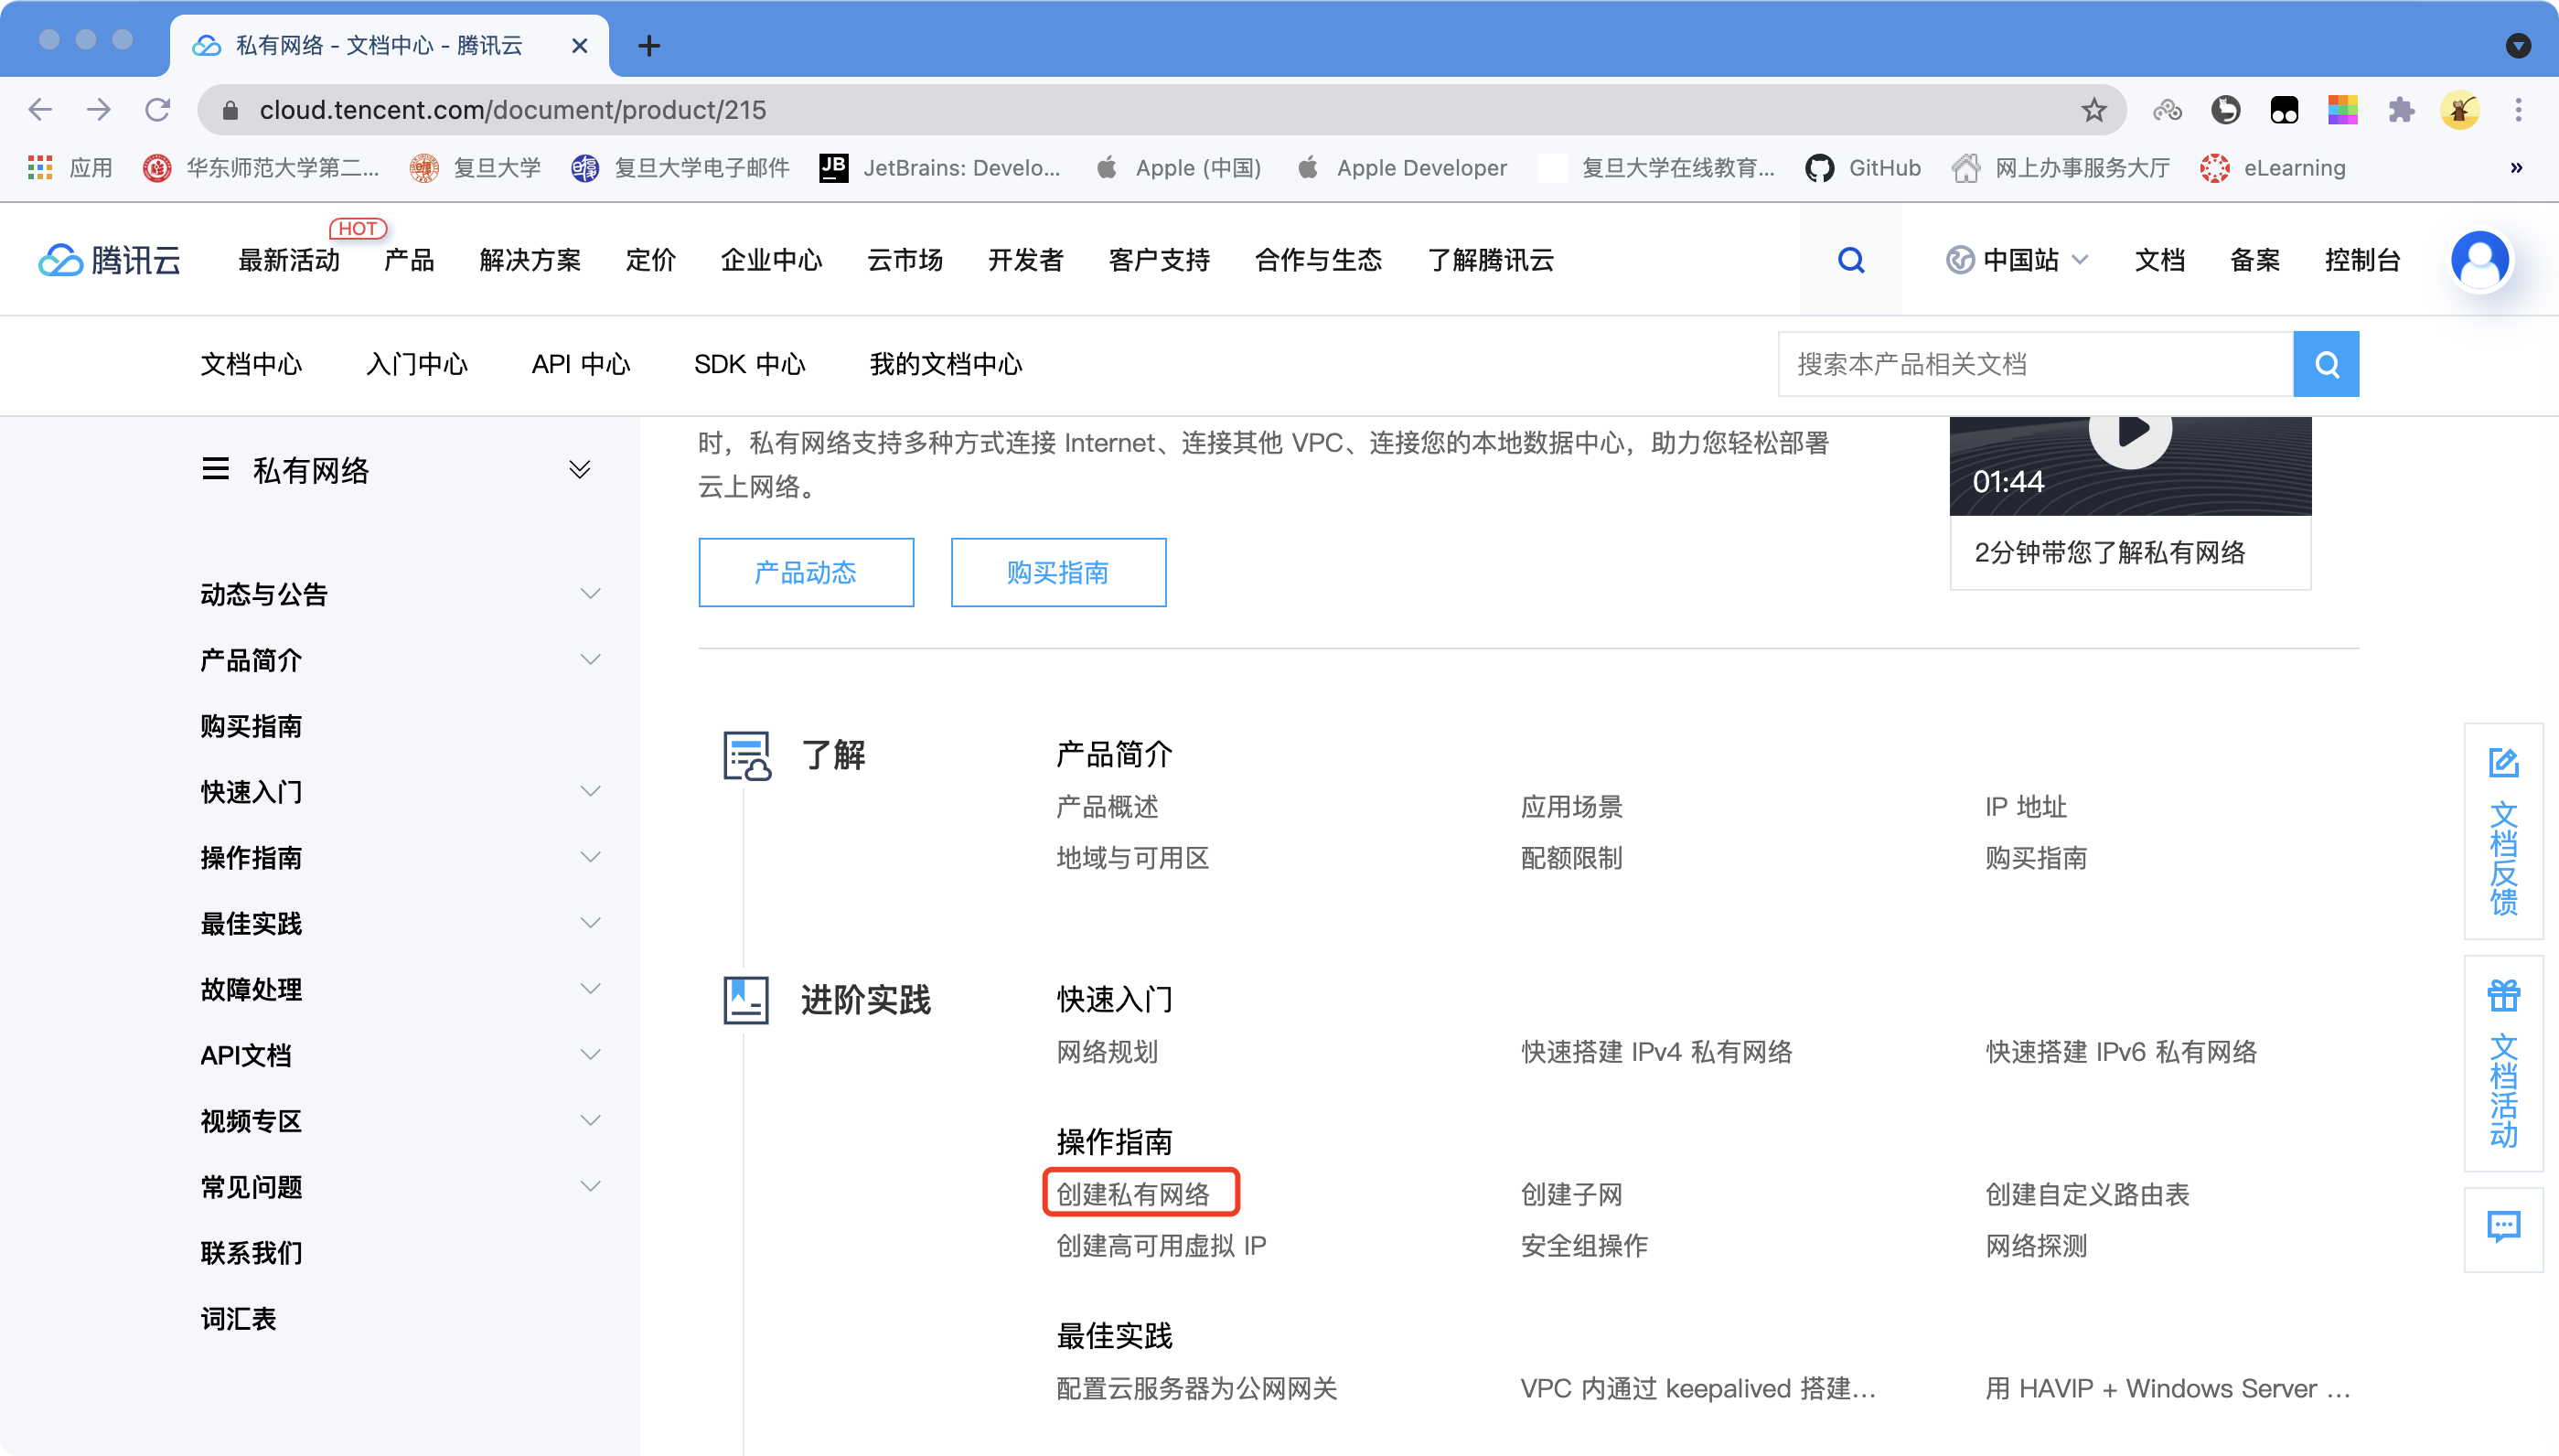 私有网络 - 文档中心 - 腾讯云
cloud.tencent.com/document/product/215
应用 华东师范大学第二... 复旦大学 复旦大学电子邮件 JB JetBrains: Develo... Apple (中国) Apple Developer 复旦大学在线教育... GitHub 网上办事服务大厅 eLearning »
HOT
腾讯云 最新活动 产品 解决方案 定价 企业中心 云市场 开发者 客户支持 合作与生态 了解腾讯云 中国站 文档 备案 控制台
文档中心 入门中心 API 中心 SDK 中心 我的文档中心 搜索本产品相关文档
私有网络
动态与公告
产品简介
购买指南
快速入门
操作指南
最佳实践
故障处理
API文档
视频专区
常见问题
联系我们
词汇表
时，私有网络支持多种方式连接 Internet、连接其他 VPC、连接您的本地数据中心，助力您轻松部署
云上网络。
01:44
2分钟带您了解私有网络
产品动态 购买指南
了解
产品简介
产品概述 应用场景 IP 地址
地域与可用区 配额限制 购买指南
进阶实践
快速入门
网络规划 快速搭建 IPv4 私有网络 快速搭建 IPv6 私有网络
操作指南
创建私有网络 创建子网 创建自定义路由表
创建高可用虚拟 IP 安全组操作 网络探测
最佳实践
配置云服务器为公网网关 VPC 内通过 keepalived 搭建... 用 HAVIP + Windows Server ...
文档反馈
文档活动